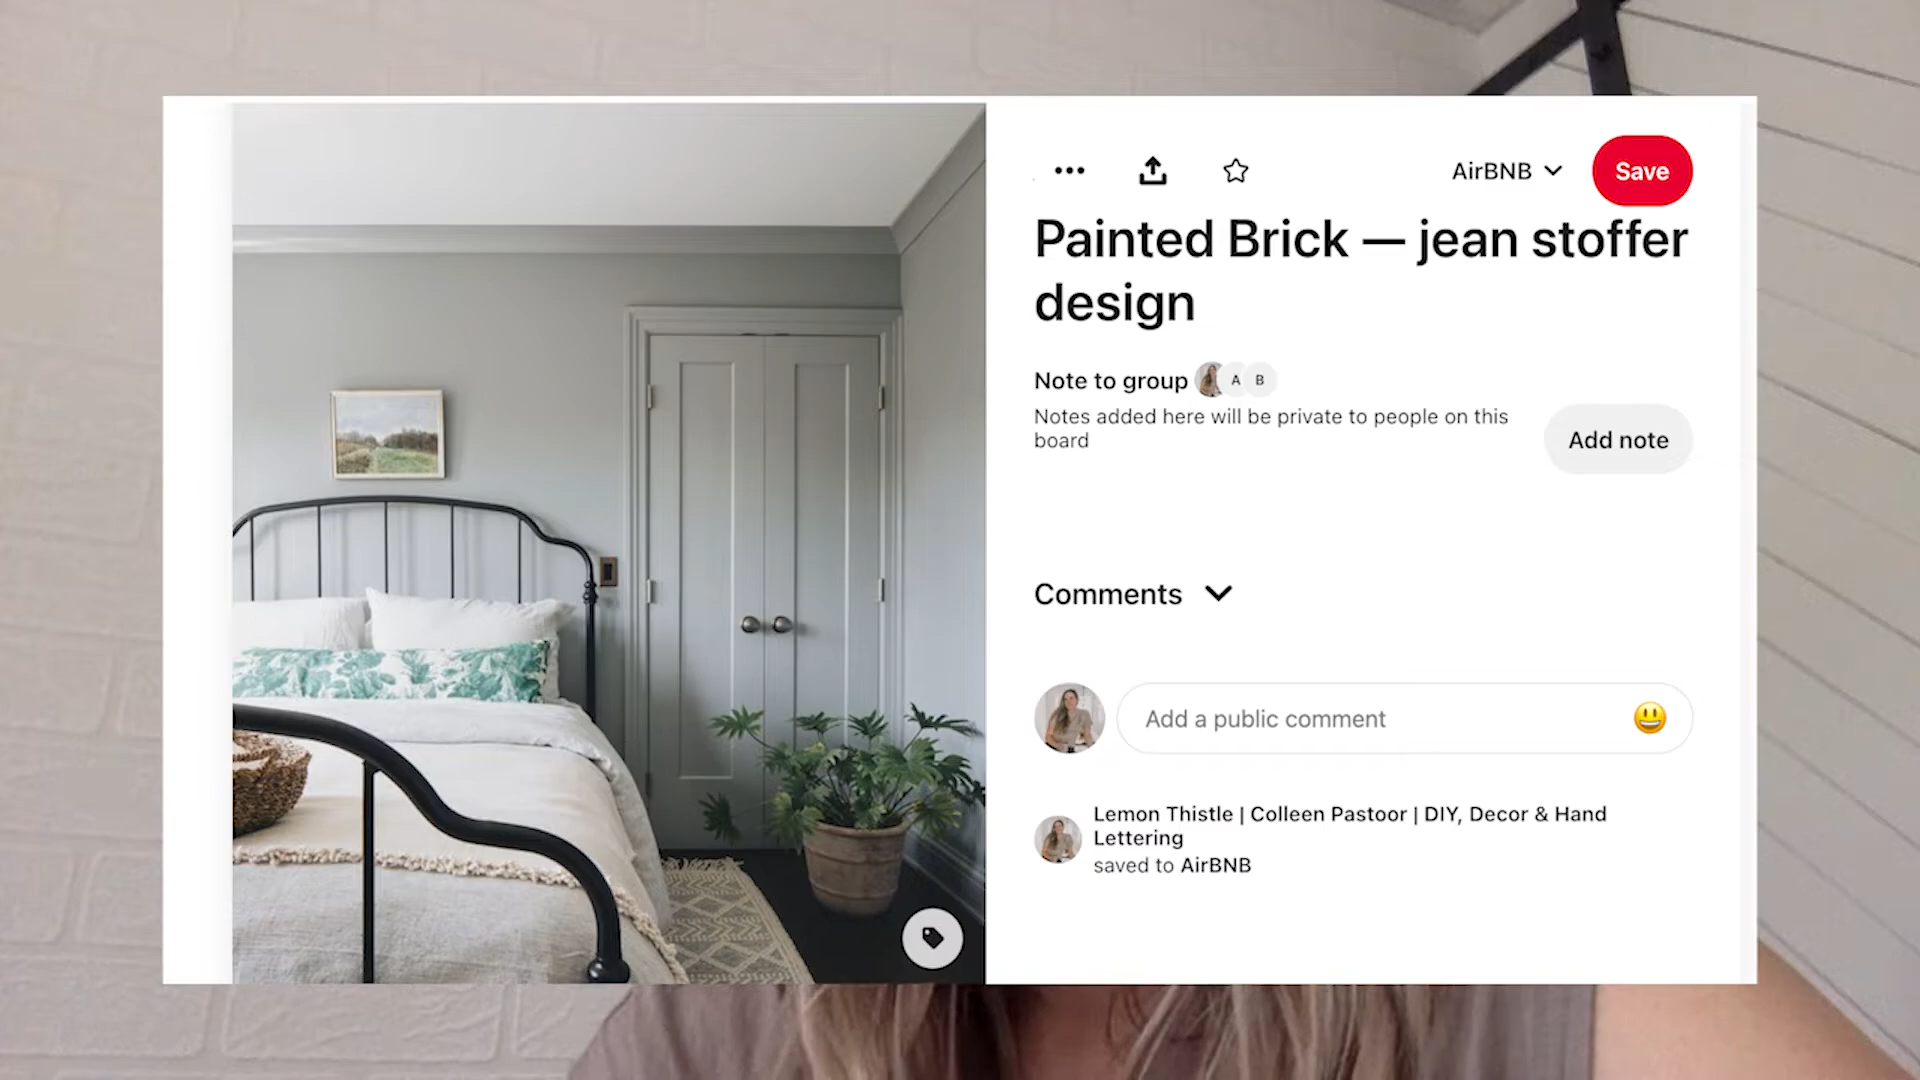 AirBNB
Save
Painted Brick — jean stoffer
design
Note to group
A B
Notes added here will be private to people on this
board
Add note
Comments
Add a public comment
Lemon Thistle | Colleen Pastoor | DIY, Decor & Hand
Lettering
saved to AirBNB